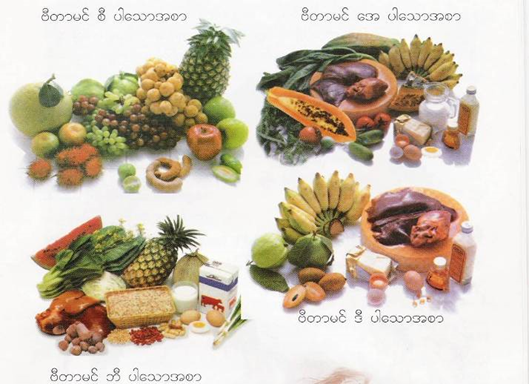 ဗီတာမင် စီ ပါသောအစာ
ဗီတာမင် အေ ပါသောအစာ
ဗီတာမင် ဒီ ပါသောအစာ
ဗီတာမင် ဘီ ပါသောအစာ